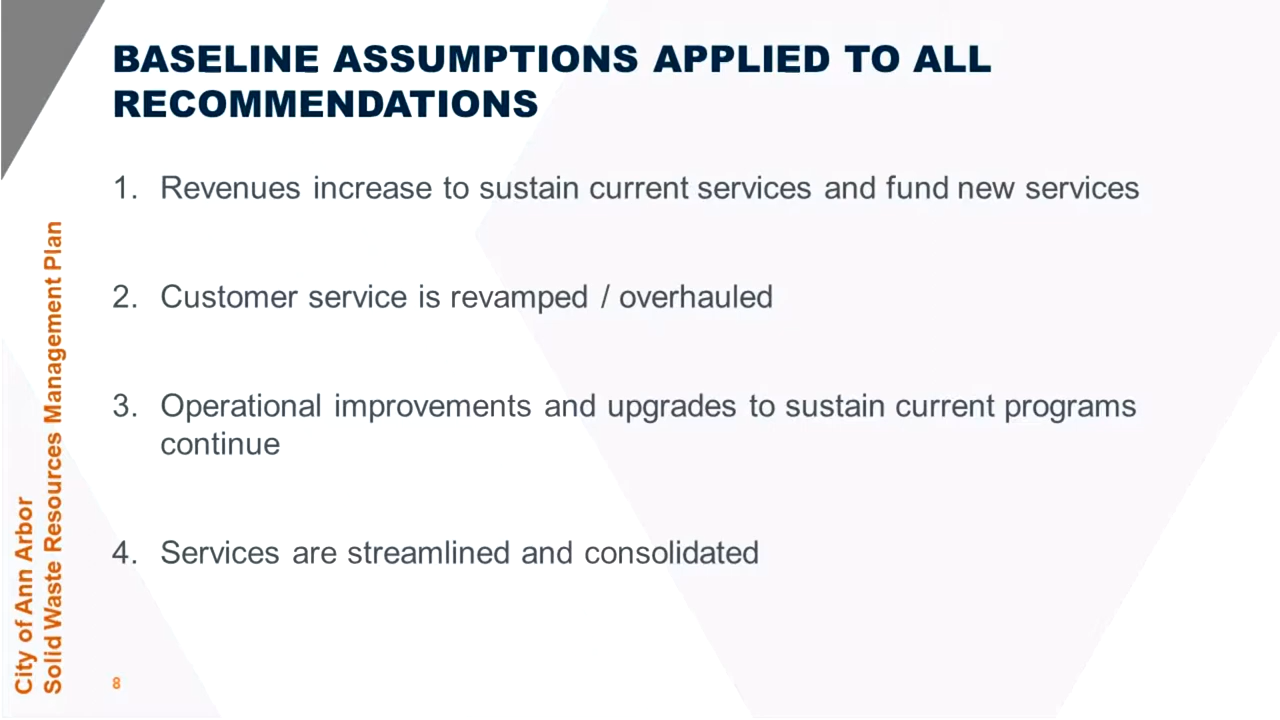 BASELINE ASSUMPTIONS APPLIED TO ALL
RECOMMENDATIONS
1. Revenues increase to sustain current services and fund new services
2. Customer service is revamped / overhauled
3. Operational improvements and upgrades to sustain current programs
continue
4. Services are streamlined and consolidated
City of Ann Arbor
Solid Waste Resources Management Plan
8